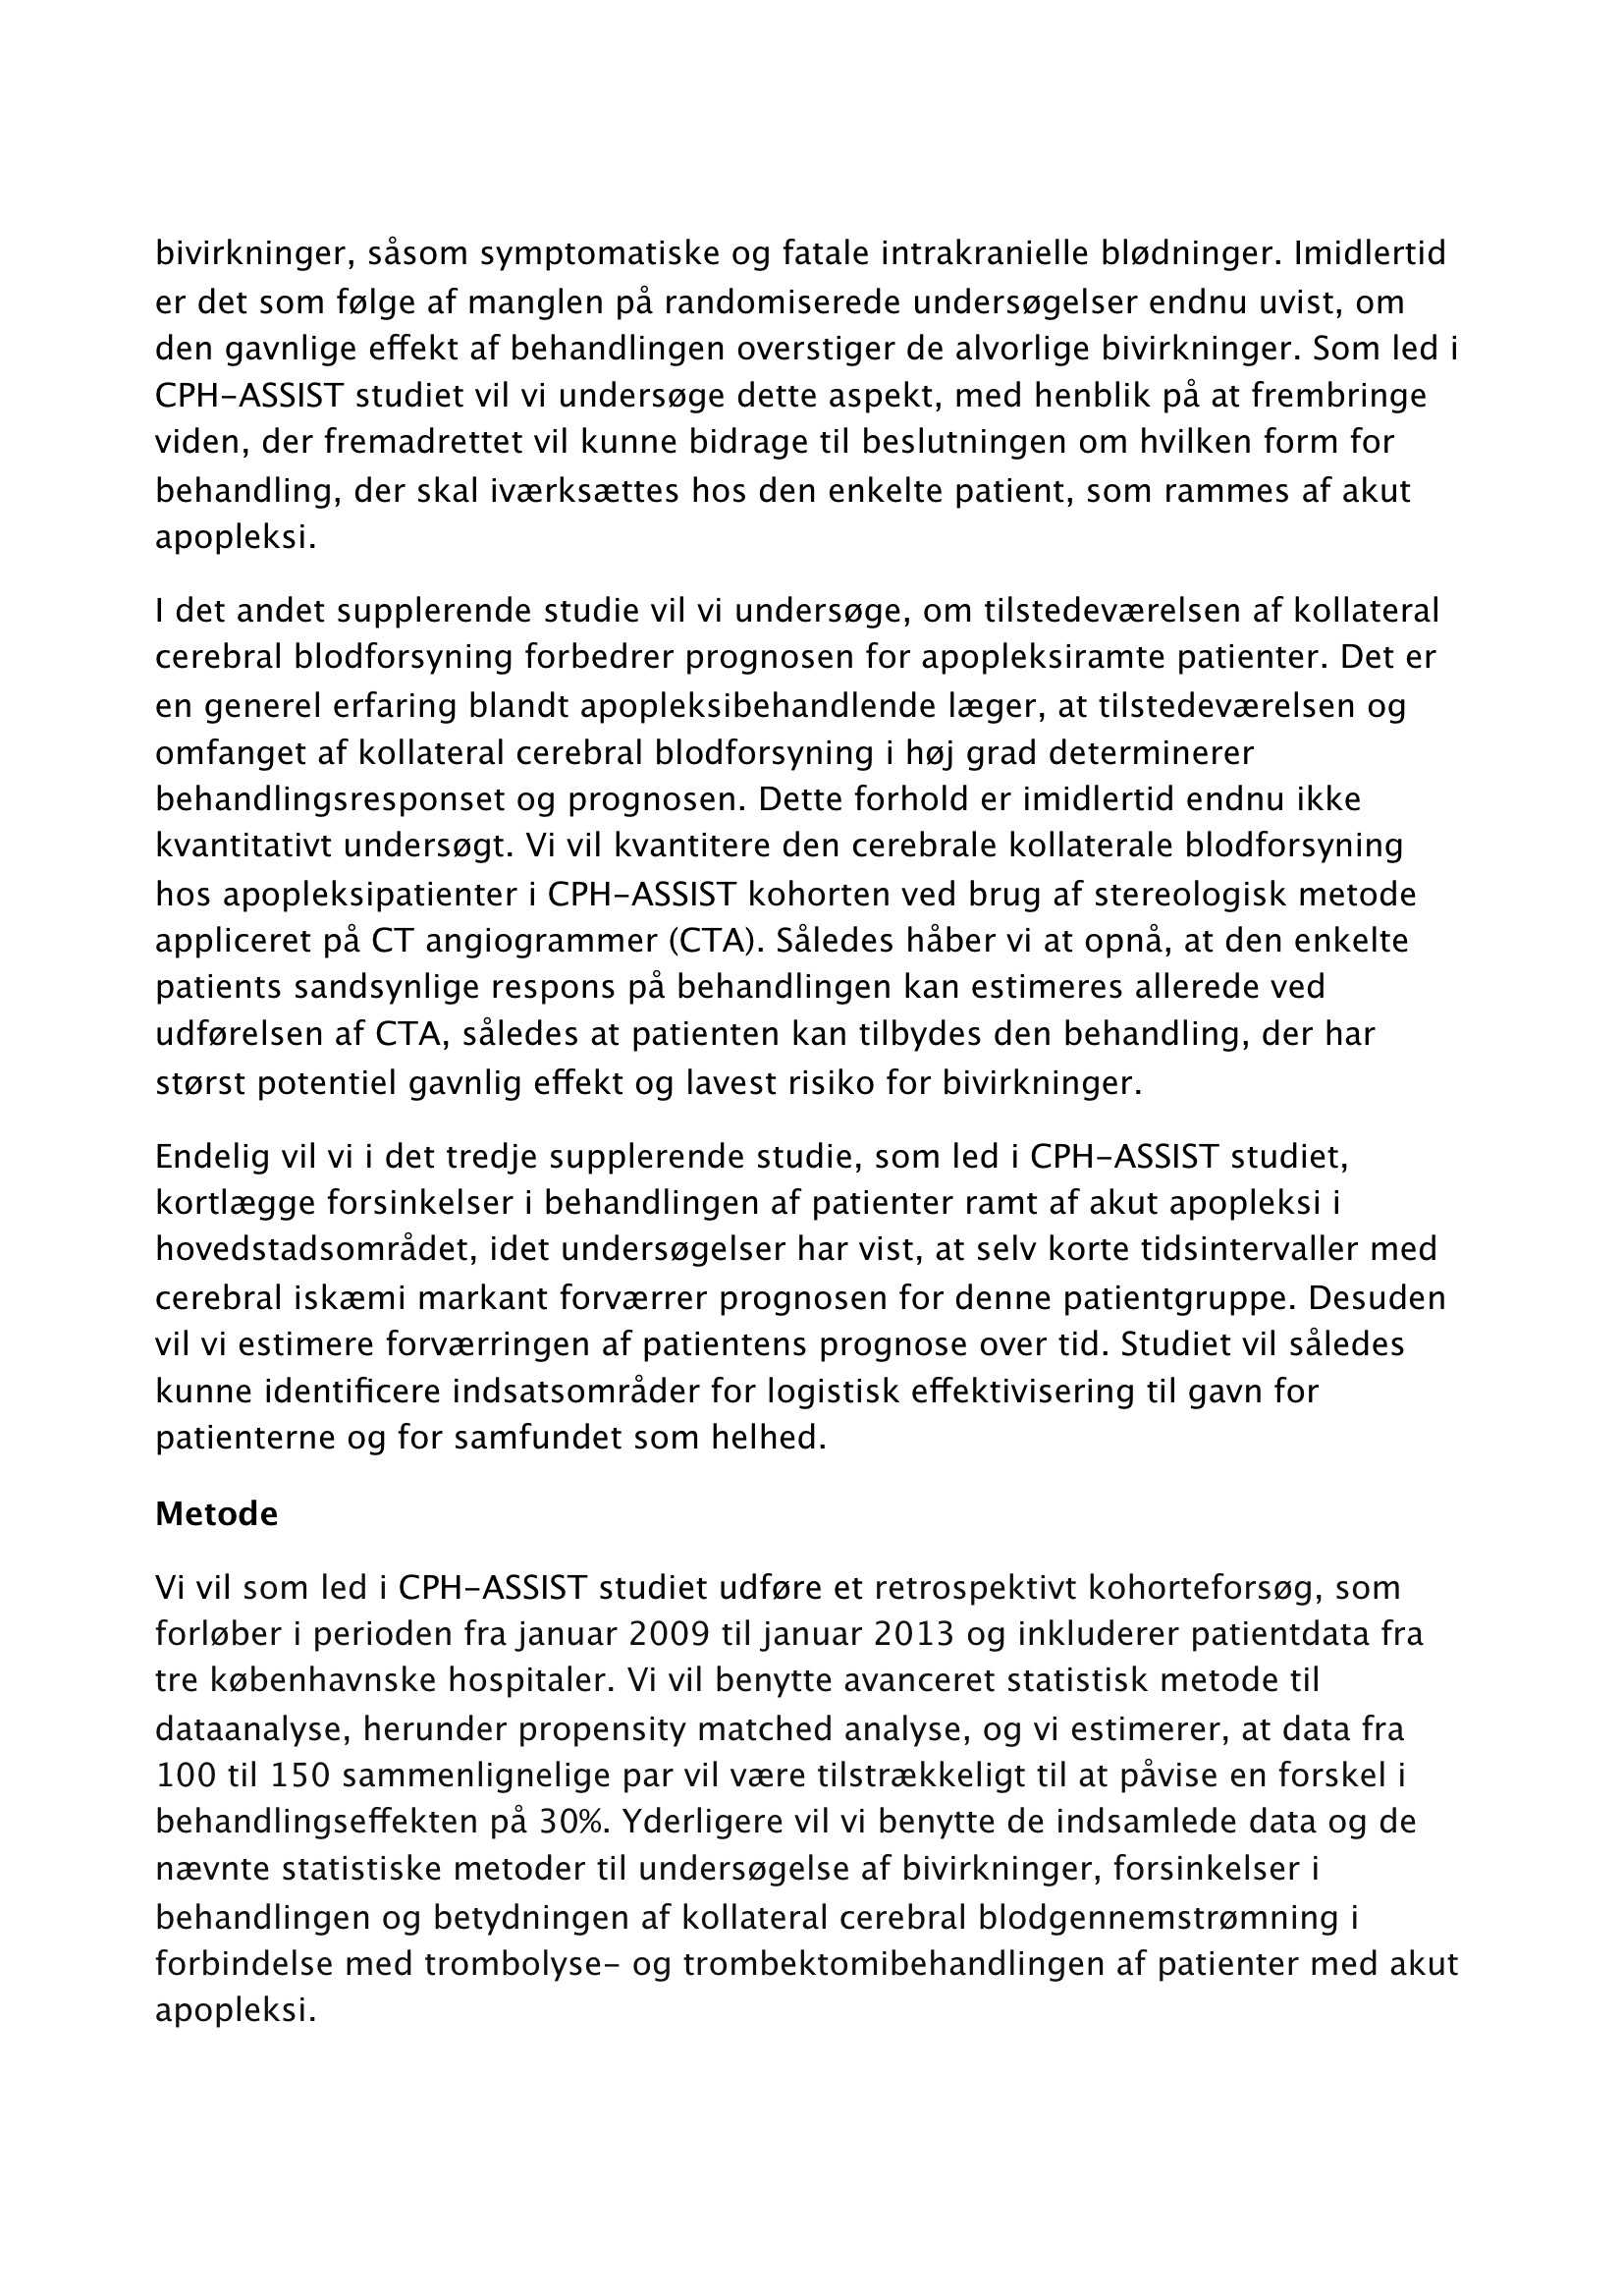 bivirkninger, såsom symptomatiske og fatale intrakranielle blødninger. Imidlertid
er det som følge af manglen på randomiserede undersøgelser endnu uvist, om
den gavnlige effekt af behandlingen overstiger de alvorlige bivirkninger. Som led i
CPH-ASSIST studiet vil vi undersøge dette aspekt, med henblik på at frembringe
viden, der fremadrettet vil kunne bidrage til beslutningen om hvilken form for
behandling, der skal iværksættes hos den enkelte patient, som rammes af akut
apopleksi.
I det andet supplerende studie vil vi undersøge, om tilstedeværelsen af kollateral
cerebral blodforsyning forbedrer prognosen for apopleksiramte patienter. Det er
en generel erfaring blandt apopleksibehandlende læger, at tilstedeværelsen og
omfanget af kollateral cerebral blodforsyning i høj grad determinerer
behandlingsresponset og prognosen. Dette forhold er imidlertid endnu ikke
kvantitativt undersøgt. Vi vil kvantitere den cerebrale kollaterale blodforsyning
hos apopleksipatienter i CPH-ASSIST kohorten ved brug af stereologisk metode
appliceret på CT angiogrammer (CTA). Således håber vi at opnå, at den enkelte
patients sandsynlige respons på behandlingen kan estimeres allerede ved
udførelsen af CTA, således at patienten kan tilbydes den behandling, der har
størst potentiel gavnlig effekt og lavest risiko for bivirkninger.
Endelig vil vi i det tredje supplerende studie, som led i CPH-ASSIST studiet,
kortlægge forsinkelser i behandlingen af patienter ramt af akut apopleksi i
hovedstadsområdet, idet undersøgelser har vist, at selv korte tidsintervaller med
cerebral iskæmi markant forværrer prognosen for denne patientgruppe. Desuden
vil vi estimere forværringen af patientens prognose over tid. Studiet vil således
kunne identificere indsatsområder for logistisk effektivisering til gavn for
patienterne og for samfundet som helhed.
Metode
Vi vil som led i CPH-ASSIST studiet udføre et retrospektivt kohorteforsøg, som
forløber i perioden fra januar 2009 til januar 2013 og inkluderer patientdata fra
tre københavnske hospitaler. Vi vil benytte avanceret statistisk metode til
dataanalyse, herunder propensity matched analyse, og vi estimerer, at data fra
100 til 150 sammenlignelige par vil være tilstrækkeligt til at påvise en forskel i
behandlingseffekten på 30%. Yderligere vil vi benytte de indsamlede data og de
nævnte statistiske metoder til undersøgelse af bivirkninger, forsinkelser i
behandlingen og betydningen af kollateral cerebral blodgennemstrømning i
forbindelse med trombolyse- og trombektomibehandlingen af patienter med akut
apopleksi.